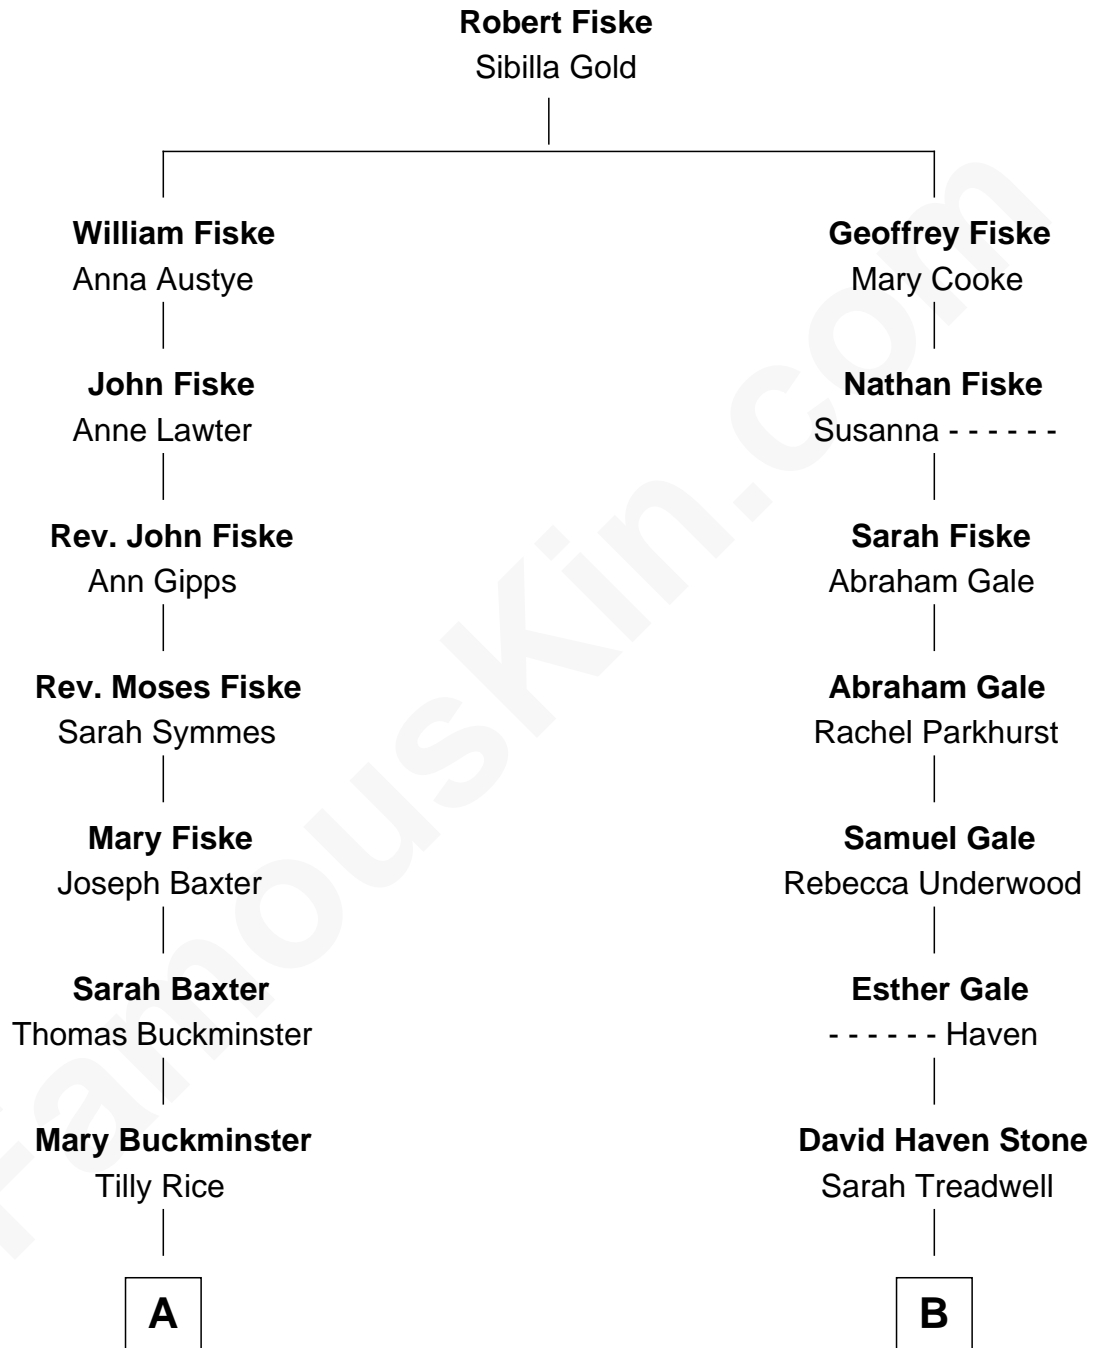 Robert Fiske
Sibilla Gold
William Fiske
Anna Austye
John Fiske
Anne Lawter
Rev. John Fiske
Ann Gipps
Rev. Moses Fiske
Sarah Symmes
Mary Fiske
Joseph Baxter
Sarah Baxter
Thomas Buckminster
Mary Buckminster
Tilly Rice
A
Geoffrey Fiske
Mary Cooke
Nathan Fiske
Susanna - - - - - -
Sarah Fiske
Abraham Gale
Abraham Gale
Rachel Parkhurst
Samuel Gale
Rebecca Underwood
Esther Gale
- - - - - - Haven
David Haven Stone
Sarah Treadwell
B
FamousKin.com